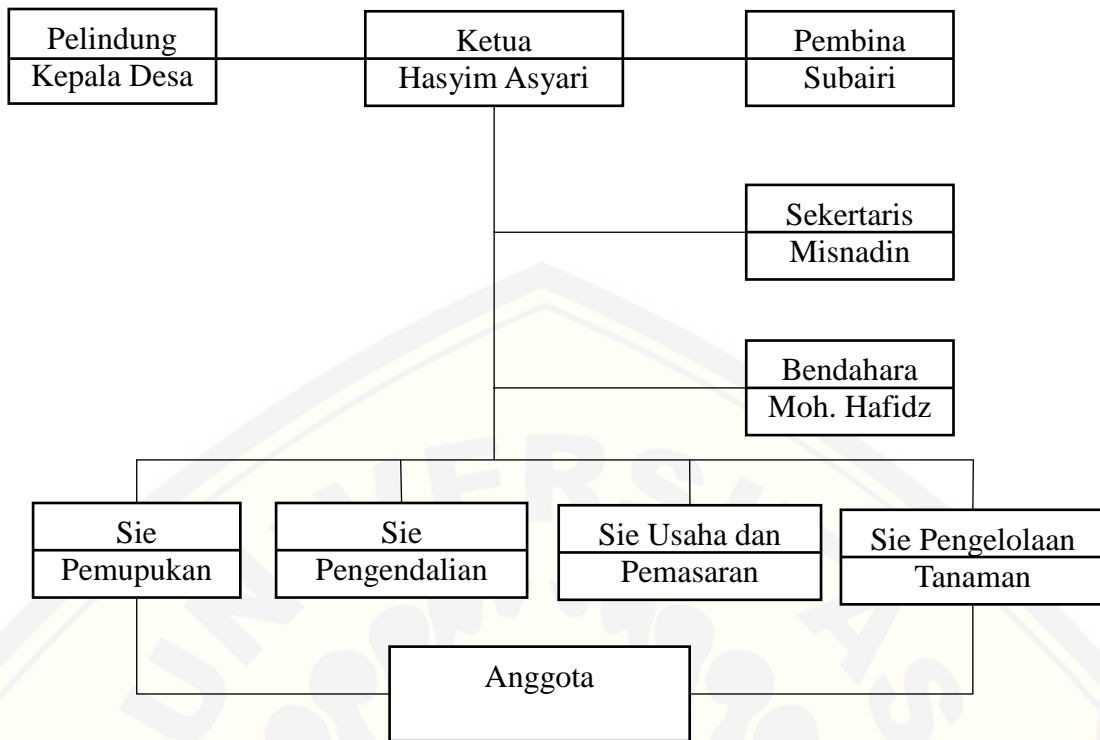 Pelindung
Kepala Desa
Ketua
Hasyim Asyari
Pembina
Subairi
Sekertaris
Misnadin
Bendahara
Moh. Hafidz
Sie
Pemupukan
Sie
Pengendalian
Sie Usaha dan
Pemasaran
Sie Pengelolaan
Tanaman
Anggota
UNIVERSITAS